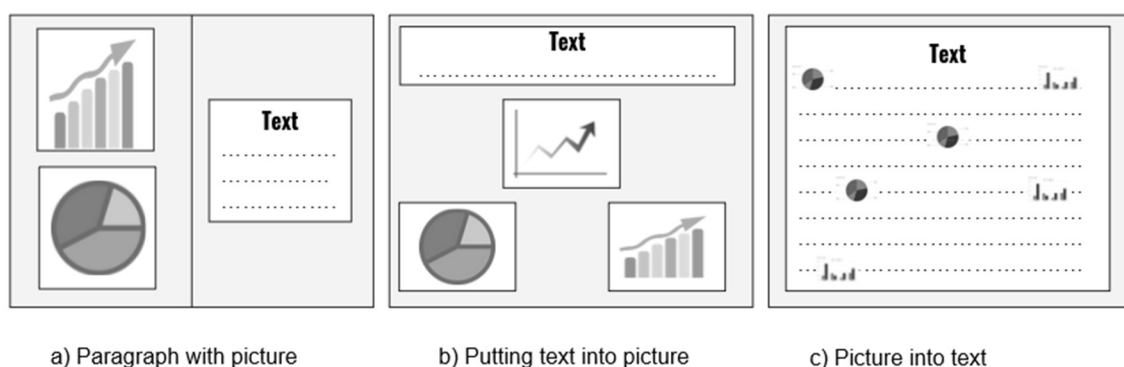 Text
Text
Text
a) Paragraph with picture
b) Putting text into picture
c) Picture into text